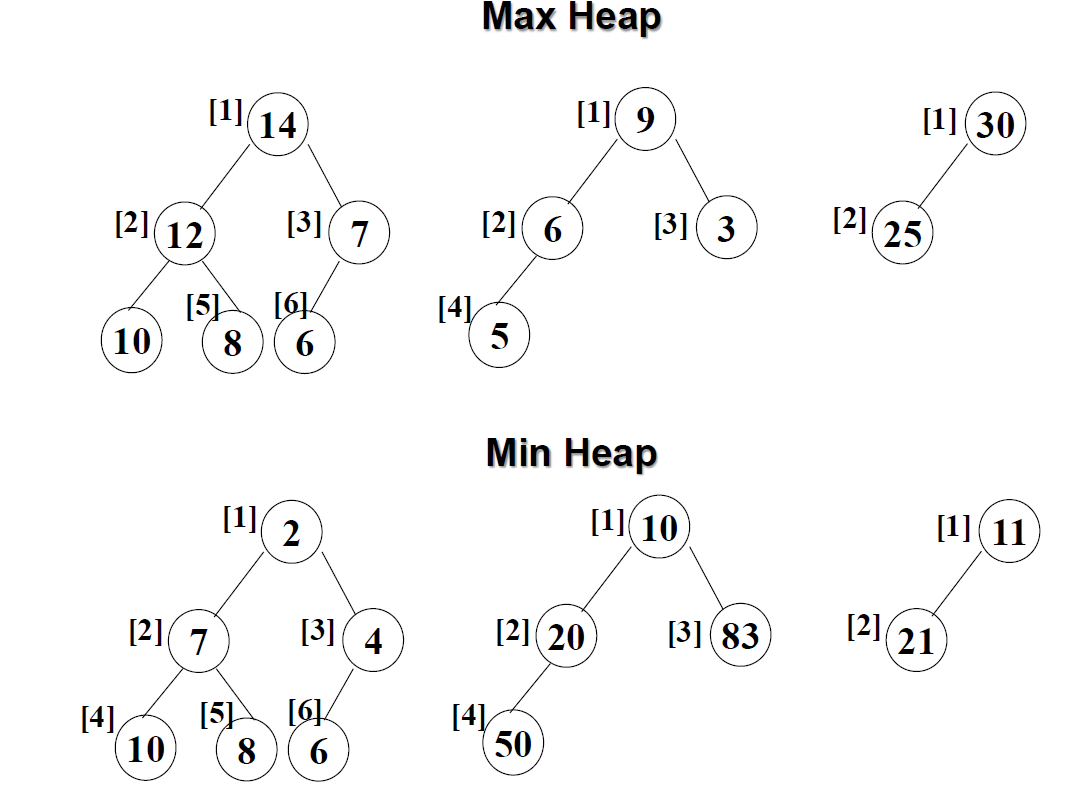 Max Heap
[1] 14 [1] 9 [1] 30
[2] 12 [3] 7 [2] 6 [3] 3 [2] 25
10 [5] 8 [6] 6 [4] 5
Min Heap
[1] 2 [1] 10 [1] 11
[2] 7 [3] 4 [2] 20 [3] 83 [2] 21
[4] 10 [5] 8 [6] 6 [4] 50